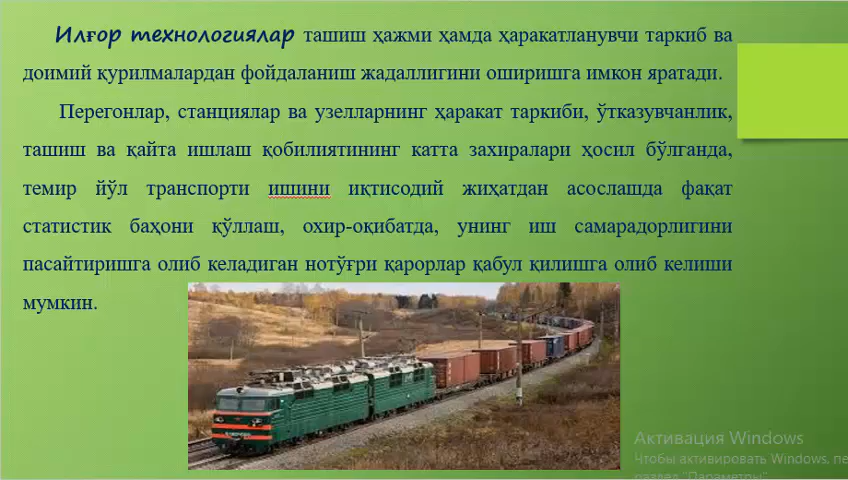 Илғор технологиялар ташиш ҳажми ҳамда ҳаракатланувчи таркиб ва
доимий қурилмалардан фойдаланиш жадаллигини оширишга имкон яратади.
Перегонлар, станциялар ва узелларнинг ҳаракат таркиби, ўтказувчанлик,
ташиш ва қайта ишлаш қобилиятининг катта захиралари ҳосил бўлганда,
темир йўл транспорти ишини иқтисодий жиҳатдан асослашда фақат
статистик баҳони қўллаш, охир-оқибатда, унинг иш самарадорлигини
пасайтиришга олиб келадиган нотўғри қарорлар қабул қилишга олиб келиши
мумкин.
Активация Windows
Чтобы активировать Windows, пе
раздел "Параметры"